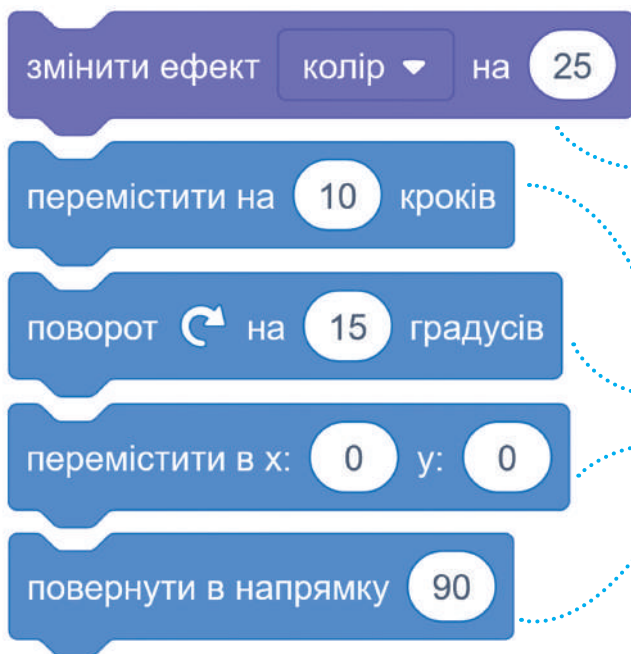 змінити ефект колір на 25
перемістити на 10 кроків
поворот на 15 градусів
перемістити в x: 0 y: 0
повернути в напрямку 90